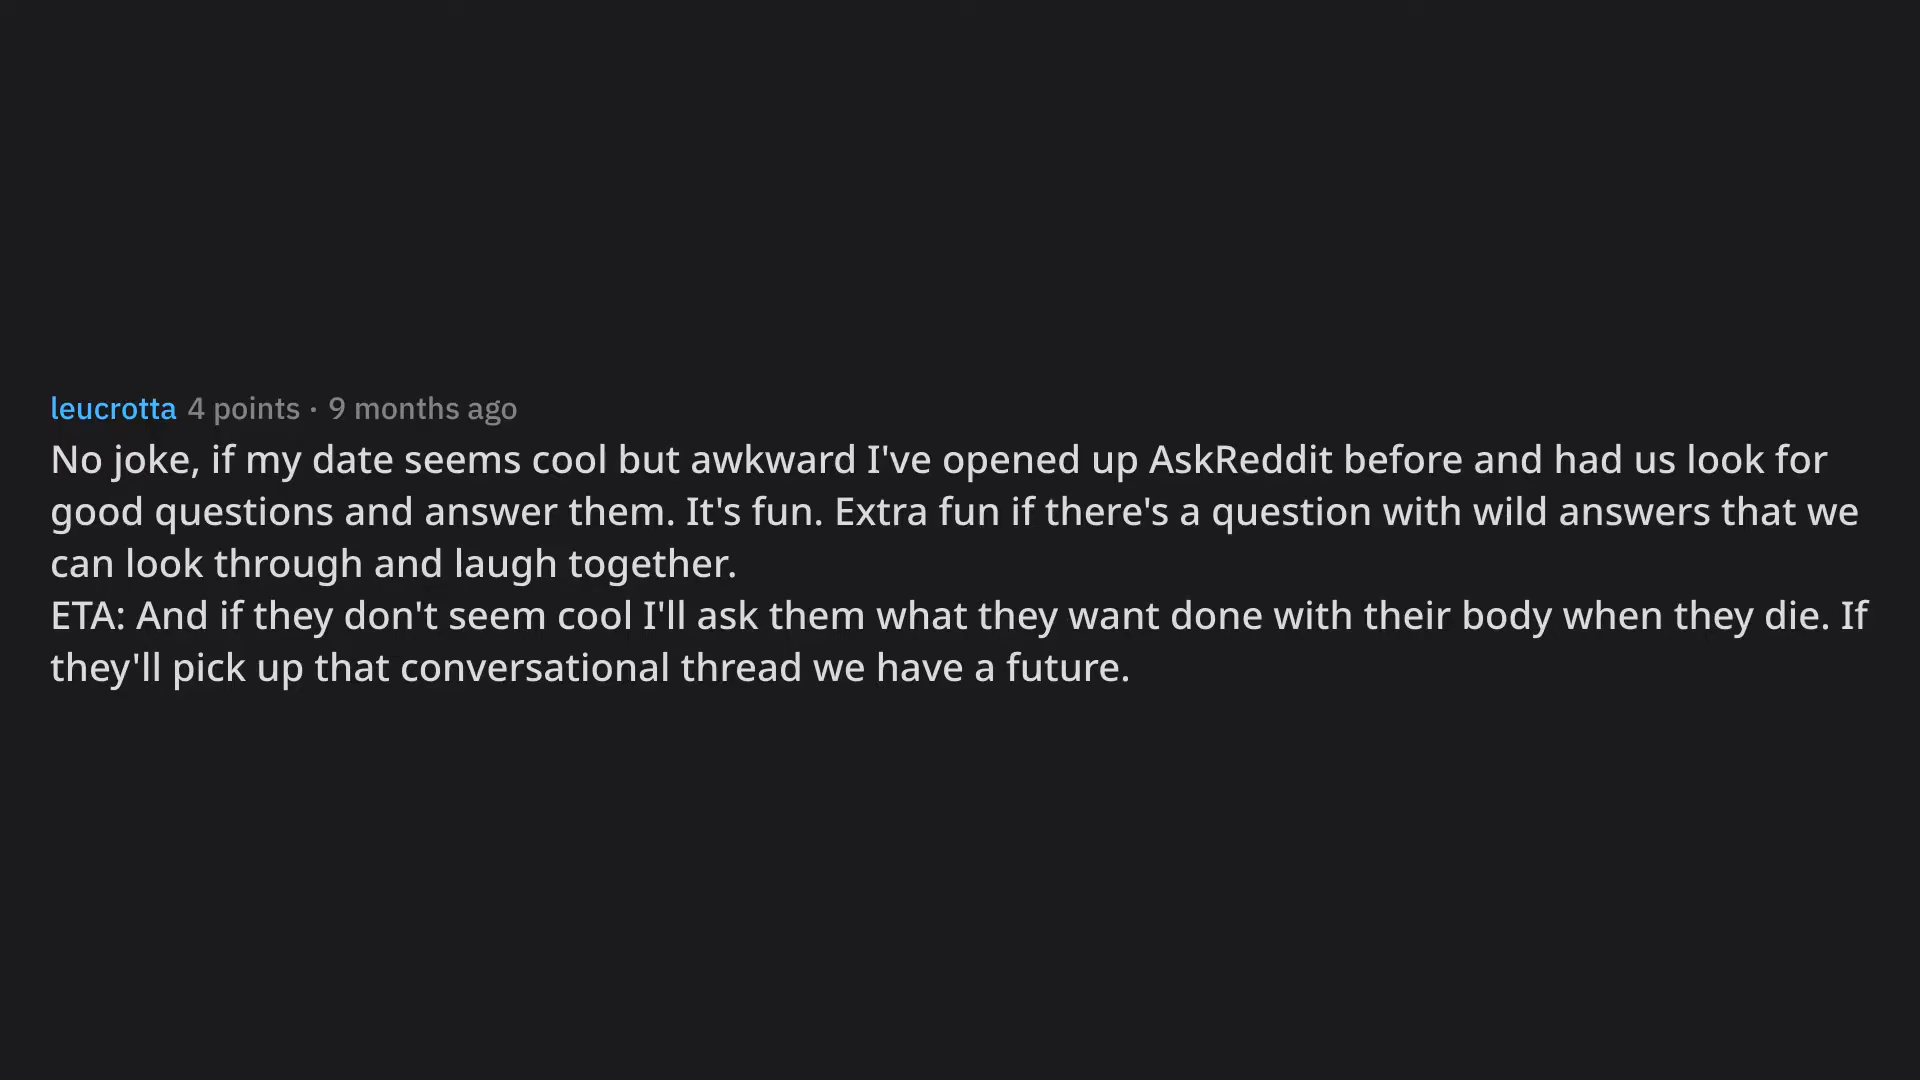 leucrotta 4 points · 9 months ago
No joke, if my date seems cool but awkward I've opened up AskReddit before and had us look for
good questions and answer them. It's fun. Extra fun if there's a question with wild answers that we
can look through and laugh together.
ETA: And if they don't seem cool I'll ask them what they want done with their body when they die. If
they'll pick up that conversational thread we have a future.